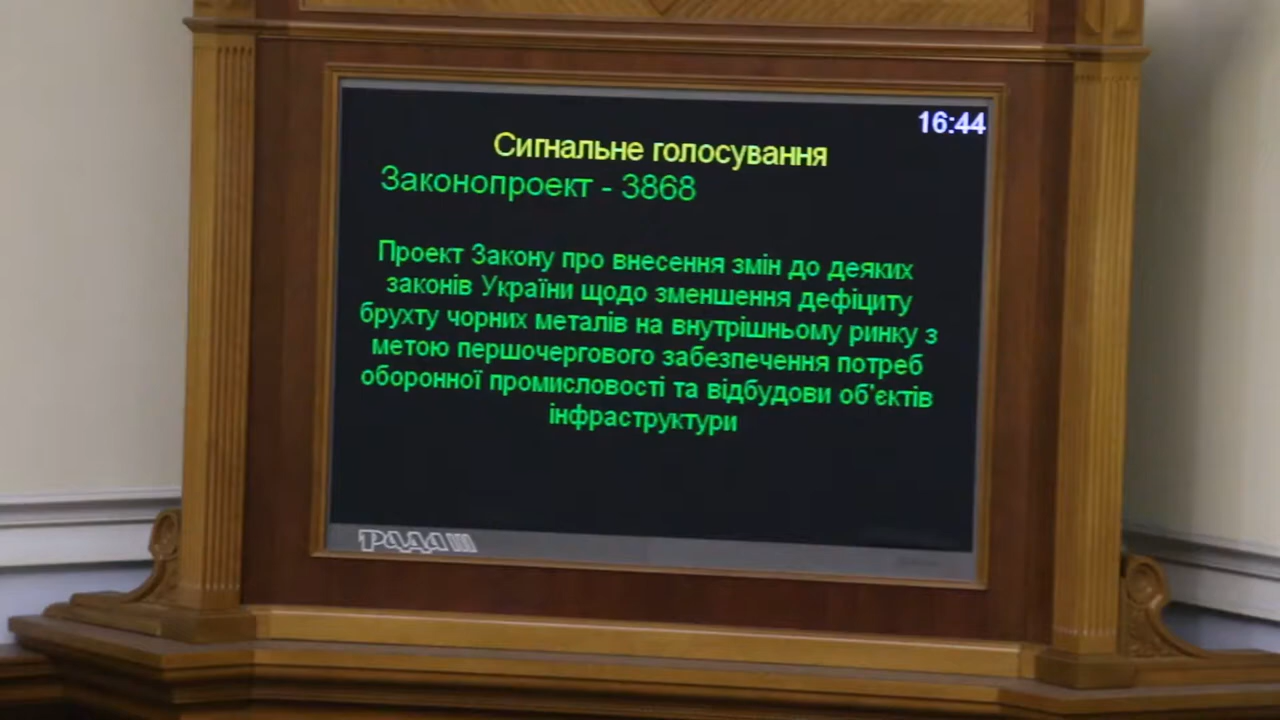 16:44
Сигнальне голосування
Законопроект - 3868
Проект Закону про внесення змін до деяких
законів України щодо зменшення дефіциту
брухту чорних металів на внутрішньому ринку з
метою першочергового забезпечення потреб
оборонної промисловості та відбудови об'єктів
інфраструктури
РАДА III